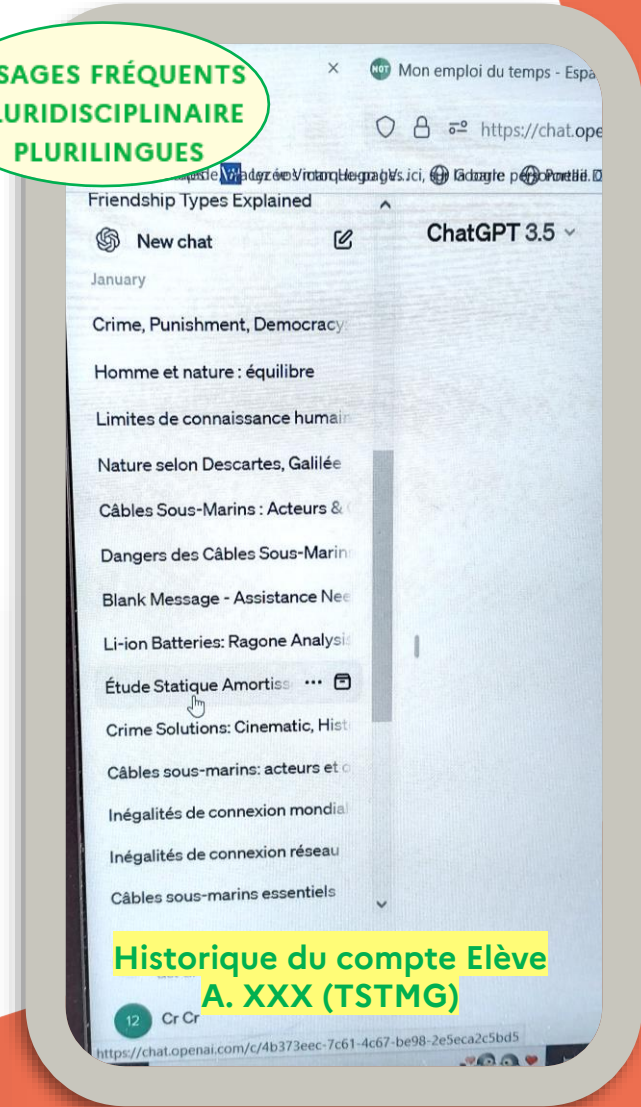 SAGES FRÉQUENTS
LURIDISCIPLINAIRE
PLURILINGUES
× NOT Mon emploi du temps - Espa
https://chat.ope
Friendship Types Explained
New chat
ChatGPT 3.5
January
Crime, Punishment, Democracy
Homme et nature : équilibre
Limites de connaissance humain
Nature selon Descartes, Galilée
Câbles Sous-Marins : Acteurs &
Dangers des Câbles Sous-Marin
Blank Message - Assistance Nee
Li-ion Batteries: Ragone Analysis
Étude Statique Amortiss ...
Crime Solutions: Cinematic, Hist
Câbles sous-marins: acteurs et c
Inégalités de connexion mondial
Inégalités de connexion réseau
Câbles sous-marins essentiels
Historique du compte Elève
A. XXX (TSTMG)
12 Cr Cr
https://chat.openai.com/c/4b373eec-7c61-4c67-be98-2e5eca2c5bd5